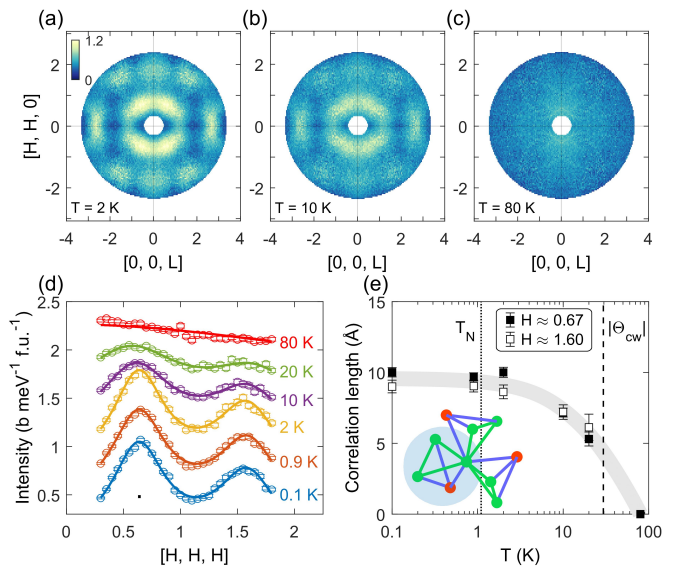 (a)
(b)
(c)
1.2
0
2
0
-2
[H, H, 0]
T = 2 K
-4 -2 0 2 4
[0, 0, L]
2
0
-2
T = 10 K
-4 -2 0 2 4
[0, 0, L]
2
0
-2
T = 80 K
-4 -2 0 2 4
[0, 0, L]
(d)
2.5
2
1.5
1
0.5
Intensity (b meV⁻¹ f.u.⁻¹)
80 K
20 K
10 K
2 K
0.9 K
0.1 K
0 0.5 1 1.5 2
[H, H, H]
(e)
15
10
5
0
Correlation length (Å)
T_N
H ≈ 0.67
H ≈ 1.60
|Θ_cw|
0.1 1 10 100
T (K)